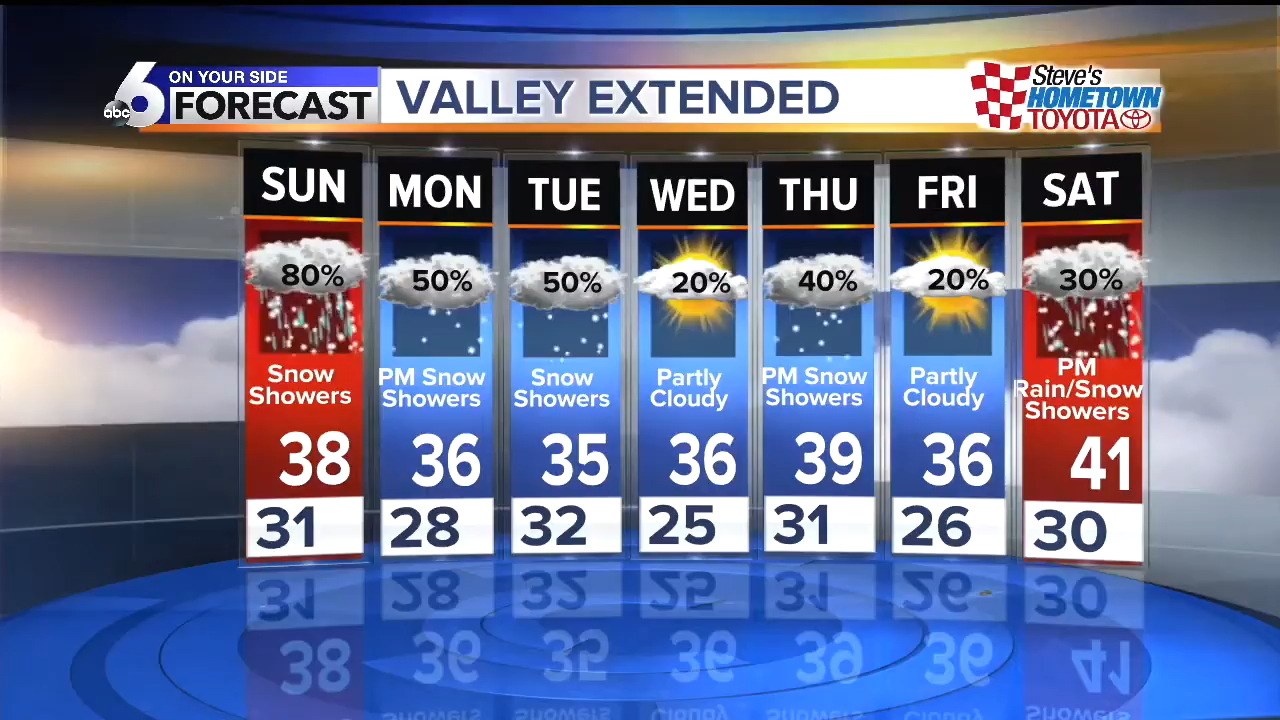 abc 6
ON YOUR SIDE
FORECAST
VALLEY EXTENDED
Steve's
HOMETOWN
TOYOTA
SUN
80%
Snow
Showers
38
31
MON
50%
PM Snow
Showers
36
28
TUE
50%
Snow
Showers
35
32
WED
20%
Partly
Cloudy
36
25
THU
40%
PM Snow
Showers
39
31
FRI
20%
Partly
Cloudy
36
26
SAT
30%
PM
Rain/Snow
Showers
41
30